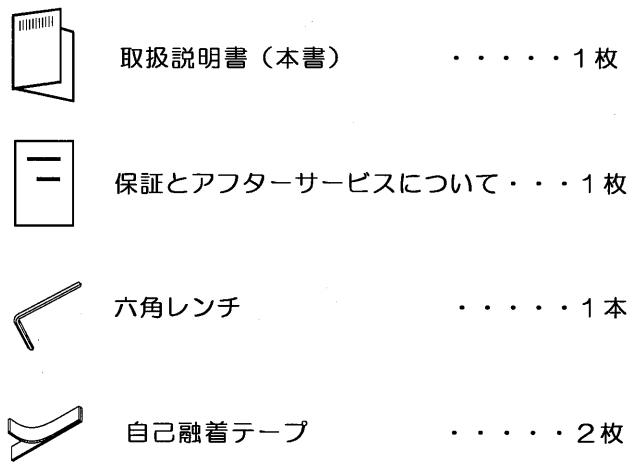 取扱説明書（本書） ・・・・・1枚
保証とアフターサービスについて・・・1枚
六角レンチ ・・・・・1本
自己融着テープ ・・・・・2枚